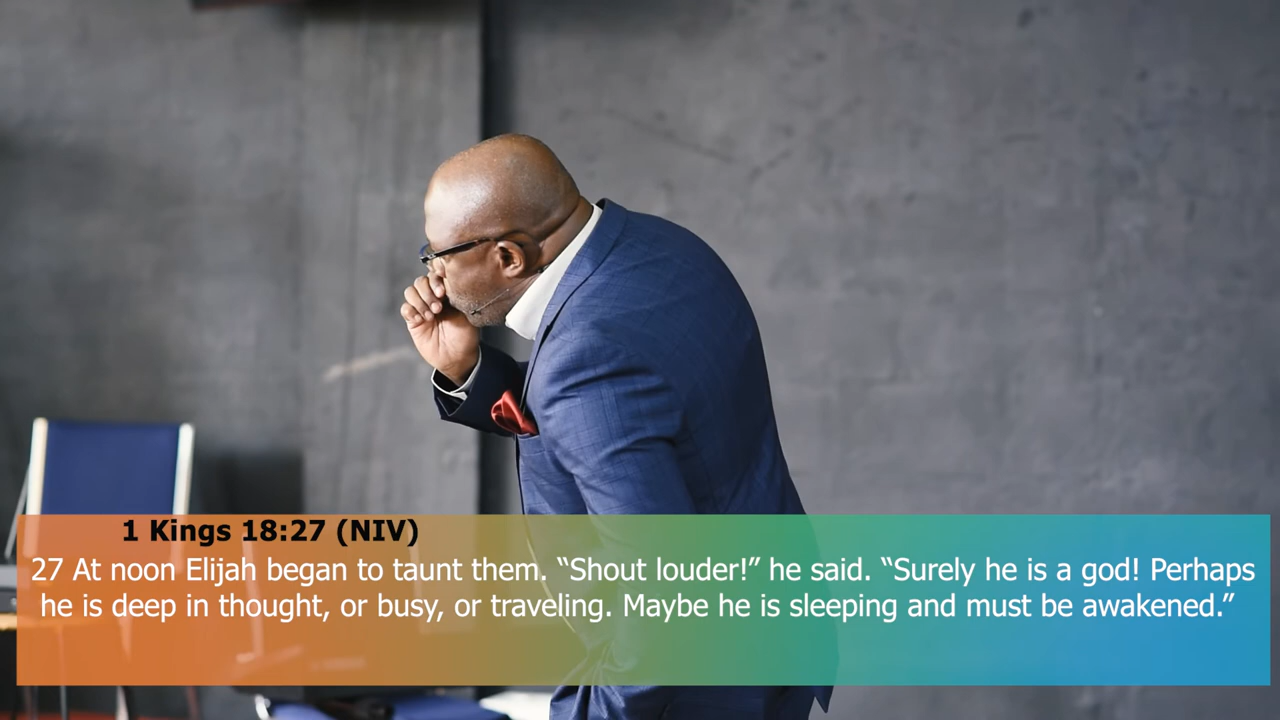 1 Kings 18:27 (NIV)
27 At noon Elijah began to taunt them. “Shout louder!” he said. “Surely he is a god! Perhaps
he is deep in thought, or busy, or traveling. Maybe he is sleeping and must be awakened.”